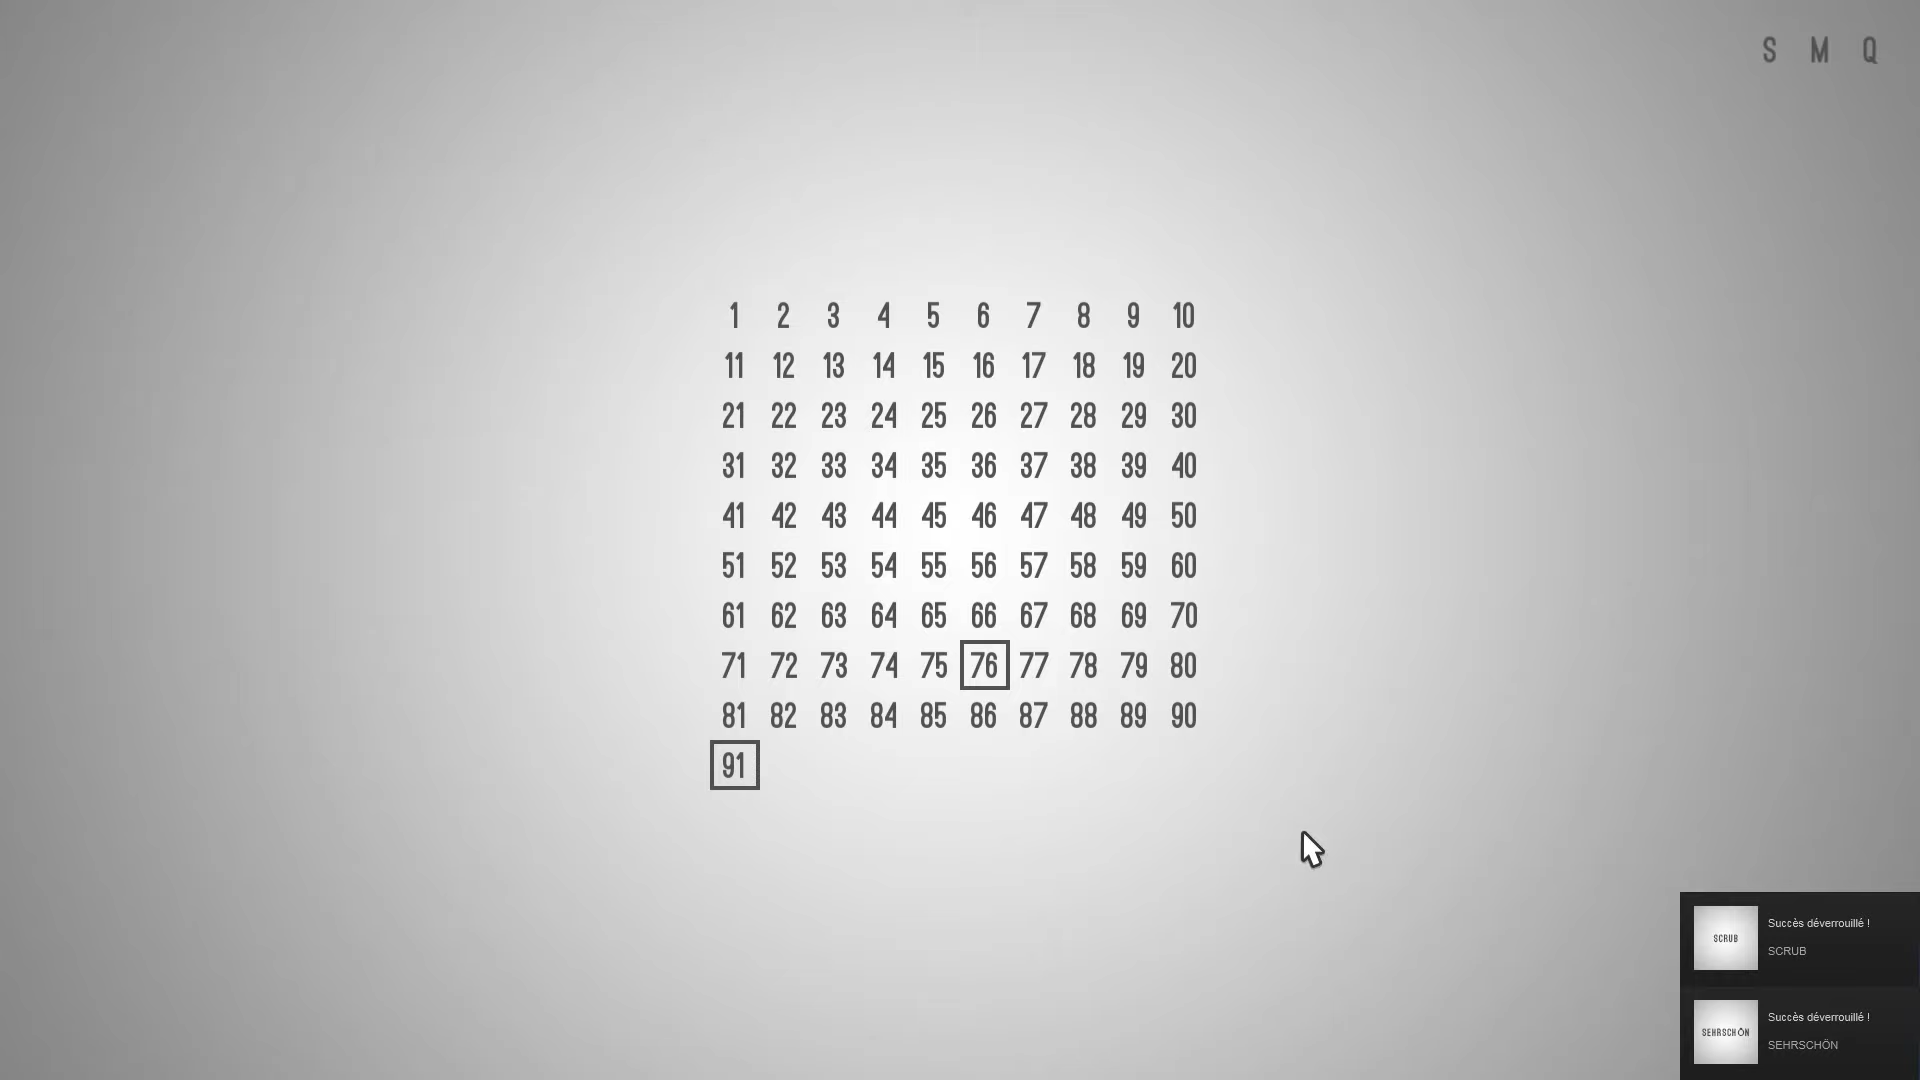 S M Q
1 2 3 4 5 6 7 8 9 10
11 12 13 14 15 16 17 18 19 20
21 22 23 24 25 26 27 28 29 30
31 32 33 34 35 36 37 38 39 40
41 42 43 44 45 46 47 48 49 50
51 52 53 54 55 56 57 58 59 60
61 62 63 64 65 66 67 68 69 70
71 72 73 74 75 76 77 78 79 80
81 82 83 84 85 86 87 88 89 90
91
SCRUB
Succès déverrouillé !
SCRUB
SEHRSCHÖN
Succès déverrouillé !
SEHRSCHÖN